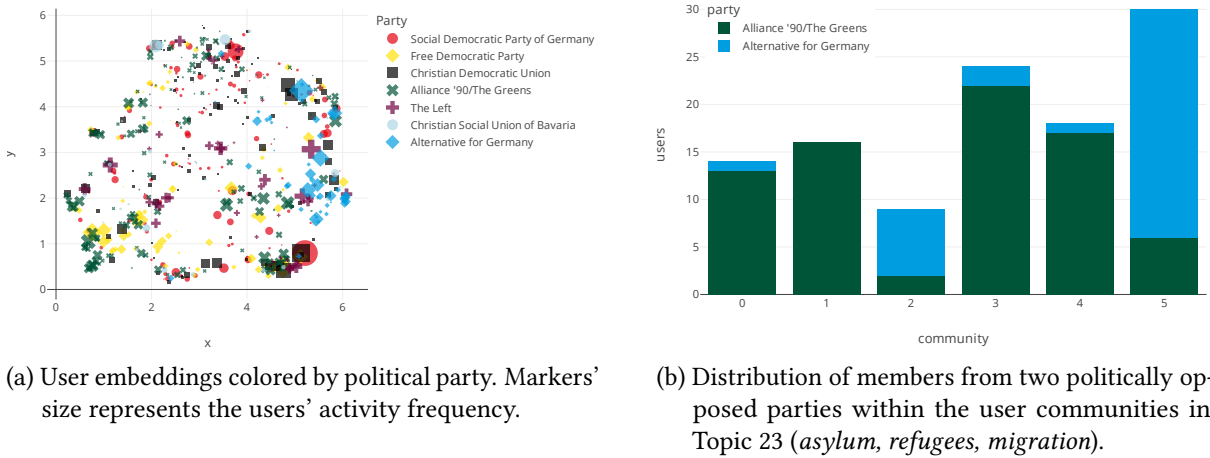 Party
Social Democratic Party of Germany
Free Democratic Party
Christian Democratic Union
Alliance '90/The Greens
The Left
Christian Social Union of Bavaria
Alternative for Germany
6
5
4
3
2
1
0
y
0 2 4 6
x
(a) User embeddings colored by political party. Markers'
size represents the users' activity frequency.
party
Alliance '90/The Greens
Alternative for Germany
30
25
20
15
10
5
0
users
0 1 2 3 4 5
community
(b) Distribution of members from two politically op-
posed parties within the user communities in
Topic 23 (asylum, refugees, migration).